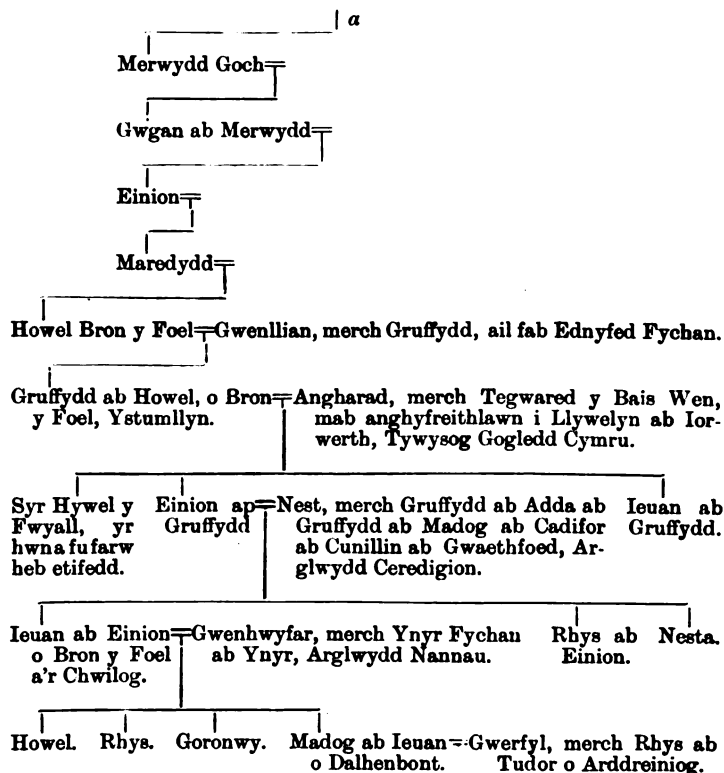 a
Merwydd Goch
Gwgan ab Merwydd
Einion
Maredydd
Howel Bron y Foel Gwenllian, merch Gruffydd, ail fab Ednyfed Fychan.
Gruffydd ab Howel, o Bron
y Foel, Ystumllyn.
Angharad, merch Tegwared y Bais Wen,
mab anghyfreithlawn i Llywelyn ab Ior-
werth, Tywysog Gogledd Cymru.
Syr Hywel y
Fwyall, yr
hwn a fu farw
heb etifedd.
Einion ap
Gruffydd
Nest, merch Gruffydd ab Adda ab
Gruffydd ab Madog ab Cadifor
ab Cunillin ab Gwaethfoed, Ar-
glwydd Ceredigion.
Ieuan ab
Gruffydd.
Ieuan ab Einion
o Bron y Foel
a'r Chwilog.
Gwenhwyfar, merch Ynyr Fychan
ab Ynyr, Arglwydd Nannau.
Rhys ab
Einion.
Nesta.
Howel.
Rhys.
Goronwy.
Madog ab Ieuan
o Dalhenbont.
Gwerfyl, merch Rhys ab
Tudor o Arddreiniog.